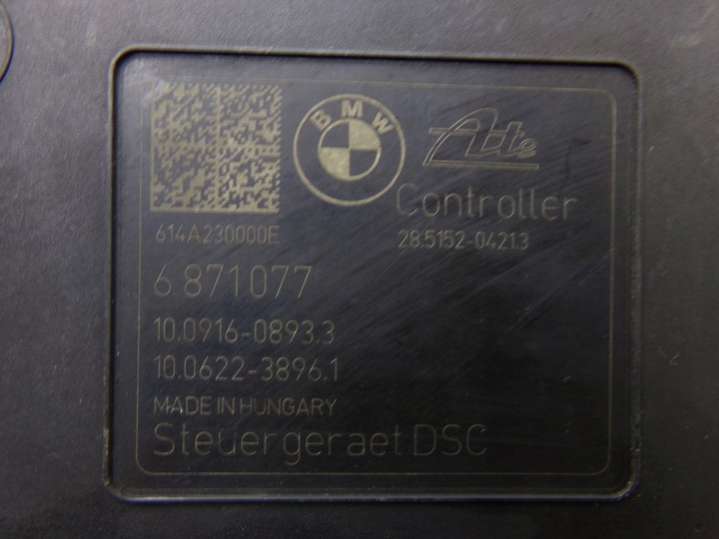 BMW
Ate
Controller
614A230000E
28.5152-0421.3
6 871077
10.0916-0893.3
10.0622-3896.1
MADE IN HUNGARY
Steuergeraet DSC